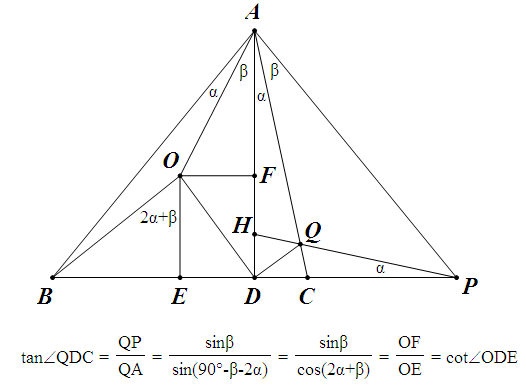 A
β β
α α
O F
2α+β H Q
α
B E D C P
tan∠QDC = QP/QA = sinβ/sin(90°-β-2α) = sinβ/cos(2α+β) = OF/OE = cot∠ODE